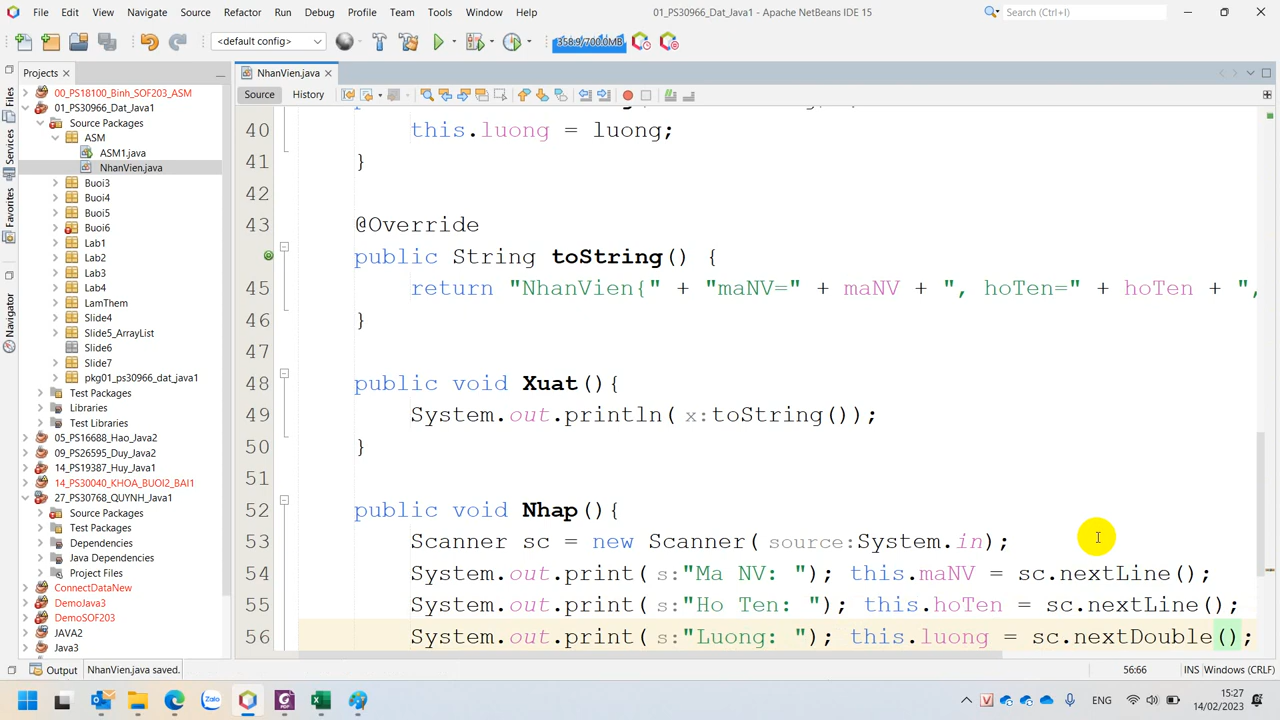 File Edit View Navigate Source Refactor Run Debug Profile Team Tools Window Help
01_PS30966_Dat_Java1 - Apache NetBeans IDE 15
Search (Ctrl+I)
<default config>
358.9/700.0MB
Projects
NhanVien.java
Source History
Files
Services
Favorites
Navigator
00_PS18100_Binh_SOF203_ASM
01_PS30966_Dat_Java1
Source Packages
ASM
ASM1.java
NhanVien.java
Buoi3
Buoi4
Buoi5
Buoi6
Lab1
Lab2
Lab3
Lab4
LamThem
Slide4
Slide5_ArrayList
Slide6
Slide7
pkg01_ps30966_dat_java1
Test Packages
Libraries
Test Libraries
05_PS16688_Hao_Java2
09_PS26595_Duy_Java2
14_PS19387_Huy_Java1
14_PS30040_KHOA_BUOI2_BAI1
27_PS30768_QUYNH_Java1
Source Packages
Test Packages
Dependencies
Java Dependencies
Project Files
ConnectDataNew
DemoJava3
DemoSOF203
JAVA2
Java3
40 this.luong = luong;
41 }
42
43 @Override
public String toString() {
45 return "NhanVien{" + "maNV=" + maNV + ", hoTen=" + hoTen + ",
46 }
47
48 public void Xuat(){
49 System.out.println( x:toString());
50 }
51
52 public void Nhap(){
53 Scanner sc = new Scanner( source:System.in);
54 System.out.print( s:"Ma NV: "); this.maNV = sc.nextLine();
55 System.out.print( s:"Ho Ten: "); this.hoTen = sc.nextLine();
56 System.out.print( s:"Luong: "); this.luong = sc.nextDouble();
Output
NhanVien.java saved.
56:66
INS Windows (CRLF)
Zalo
ENG
15:27
14/02/2023